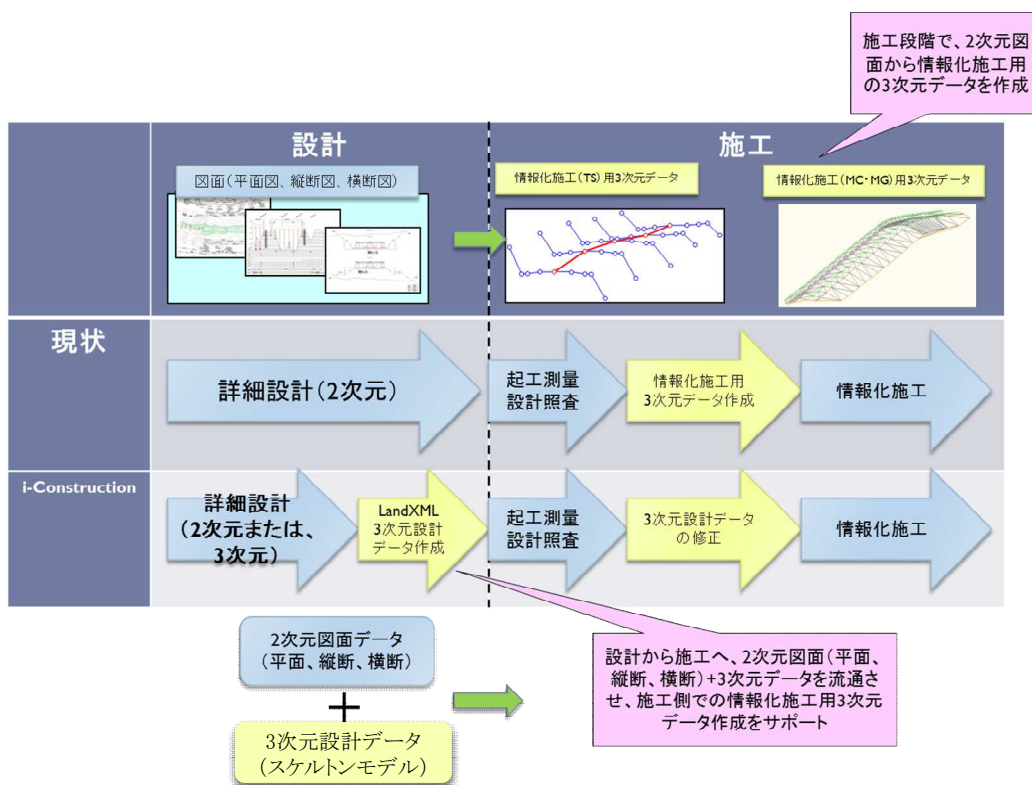 施工段階で、2次元図
面から情報化施工用
の3次元データを作成
設計
施工
図面(平面図、縦断図、横断図)
情報化施工(TS)用3次元データ
情報化施工(MC・MG)用3次元データ
現状
詳細設計(2次元)
起工測量
設計照査
情報化施工用
3次元データ作成
情報化施工
i-Construction
詳細設計
(2次元または、
3次元)
LandXML
3次元設計
データ作成
起工測量
設計照査
3次元設計データ
の修正
情報化施工
2次元図面データ
(平面、縦断、横断)
+
3次元設計データ
(スケルトンモデル)
設計から施工へ、2次元図面(平面、
縦断、横断)+3次元データを流通さ
せ、施工側での情報化施工用3次元
データ作成をサポート